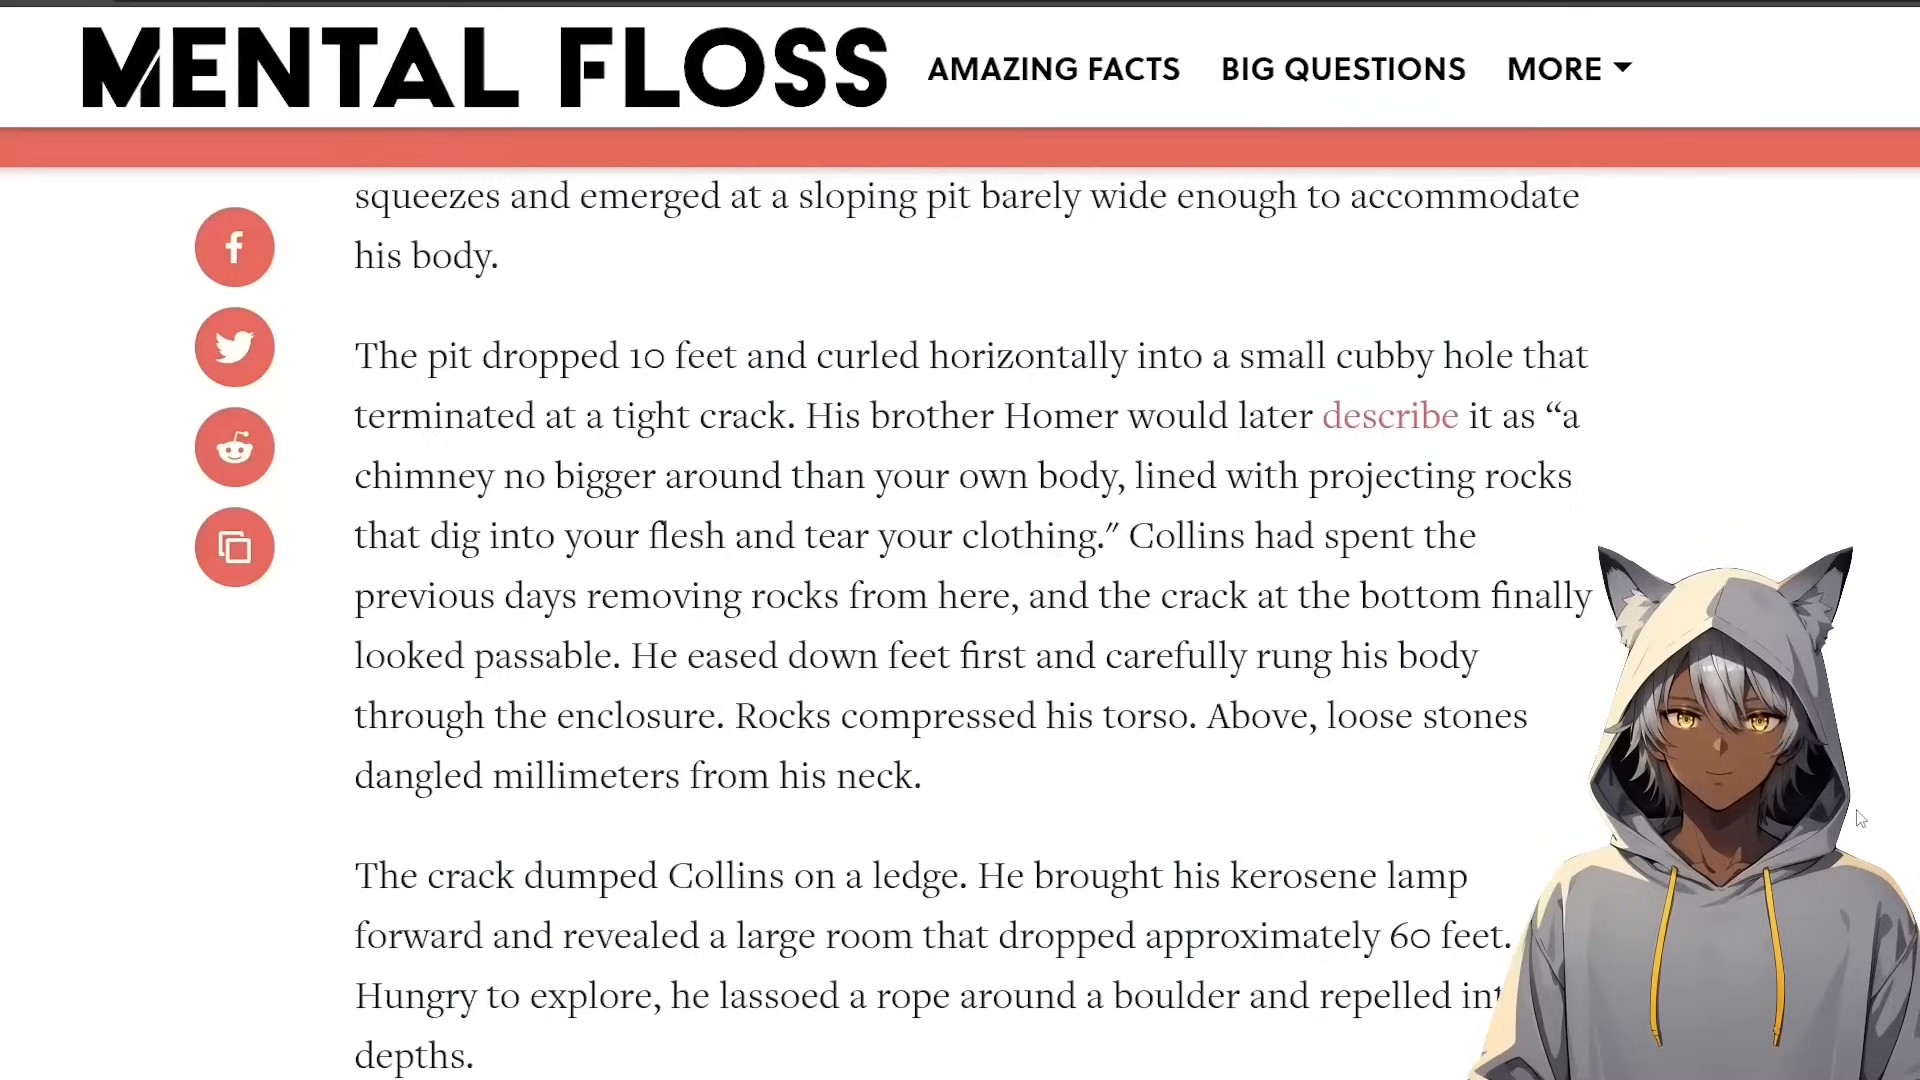 MENTAL FLOSS
AMAZING FACTS BIG QUESTIONS MORE
squeezes and emerged at a sloping pit barely wide enough to accommodate
his body.
The pit dropped 10 feet and curled horizontally into a small cubby hole that
terminated at a tight crack. His brother Homer would later describe it as “a
chimney no bigger around than your own body, lined with projecting rocks
that dig into your flesh and tear your clothing." Collins had spent the
previous days removing rocks from here, and the crack at the bottom finally
looked passable. He eased down feet first and carefully rung his body
through the enclosure. Rocks compressed his torso. Above, loose stones
dangled millimeters from his neck.
The crack dumped Collins on a ledge. He brought his kerosene lamp
forward and revealed a large room that dropped approximately 60 feet.
Hungry to explore, he lassoed a rope around a boulder and repelled
depths.